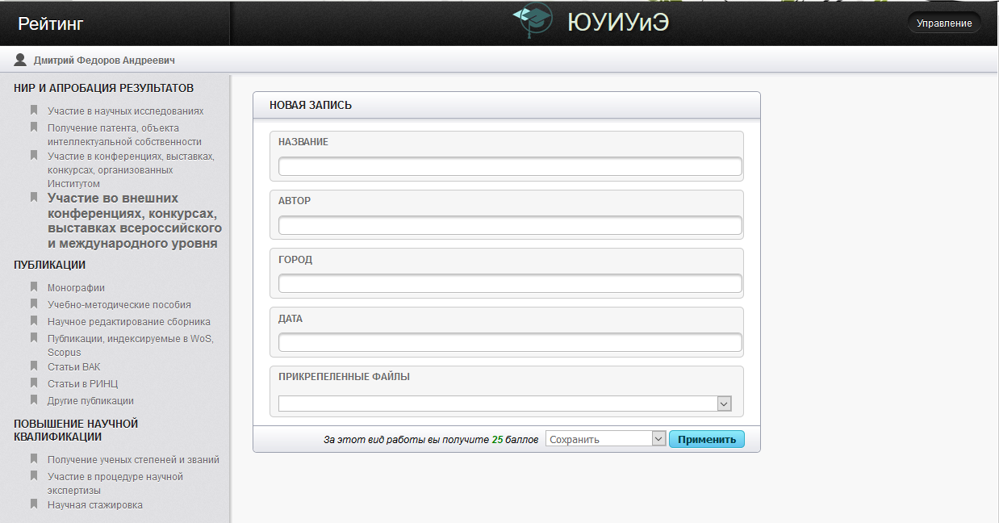 Рейтинг
ЮУИУиЭ
Управление
Дмитрий Федоров Андреевич
НИР И АПРОБАЦИЯ РЕЗУЛЬТАТОВ
Участие в научных исследованиях
Получение патента, объекта
интеллектуальной собственности
Участие в конференциях, выставках,
конкурсах, организованных
Институтом
Участие во внешних
конференциях, конкурсах,
выставках всероссийского
и международного уровня
ПУБЛИКАЦИИ
Монографии
Учебно-методические пособия
Научное редактирование сборника
Публикации, индексируемые в WoS,
Scopus
Статьи ВАК
Статьи в РИНЦ
Другие публикации
ПОВЫШЕНИЕ НАУЧНОЙ
КВАЛИФИКАЦИИ
Получение ученых степеней и званий
Участие в процедуре научной
экспертизы
Научная стажировка
НОВАЯ ЗАПИСЬ
НАЗВАНИЕ
АВТОР
ГОРОД
ДАТА
ПРИКРЕПЕЛЕННЫЕ ФАЙЛЫ
За этот вид работы вы получите 25 баллов
Сохранить
Применить